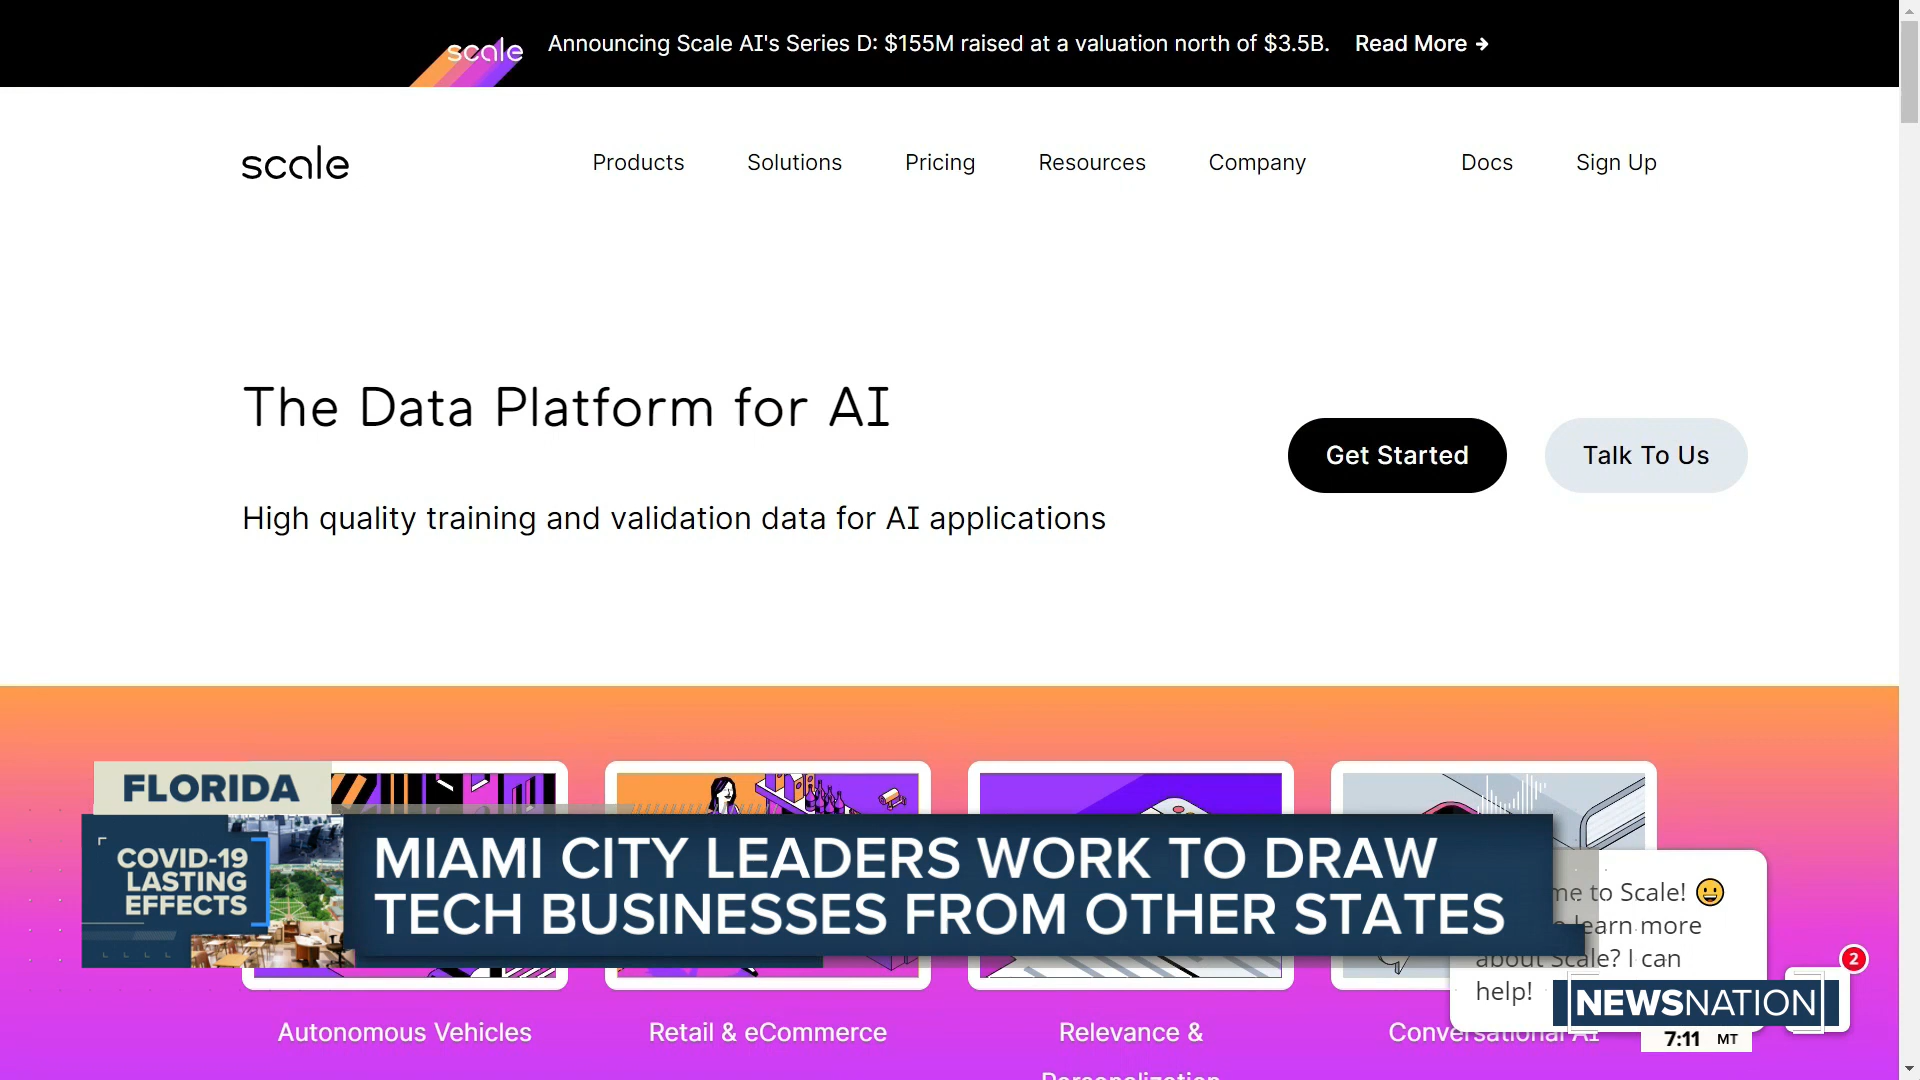 scale
Announcing Scale AI's Series D: $155M raised at a valuation north of $3.5B. Read More →
scale
Products
Solutions
Pricing
Resources
Company
Docs
Sign Up
The Data Platform for AI
High quality training and validation data for AI applications
Get Started
Talk To Us
FLORIDA
COVID-19
LASTING
EFFECTS
MIAMI CITY LEADERS WORK TO DRAW
TECH BUSINESSES FROM OTHER STATES
me to Scale! 😀
learn more
about Scale? I can
help!
2
NEWSNATION
7:11 MT
Autonomous Vehicles
Retail & eCommerce
Relevance &
Personalization
Conversational AI